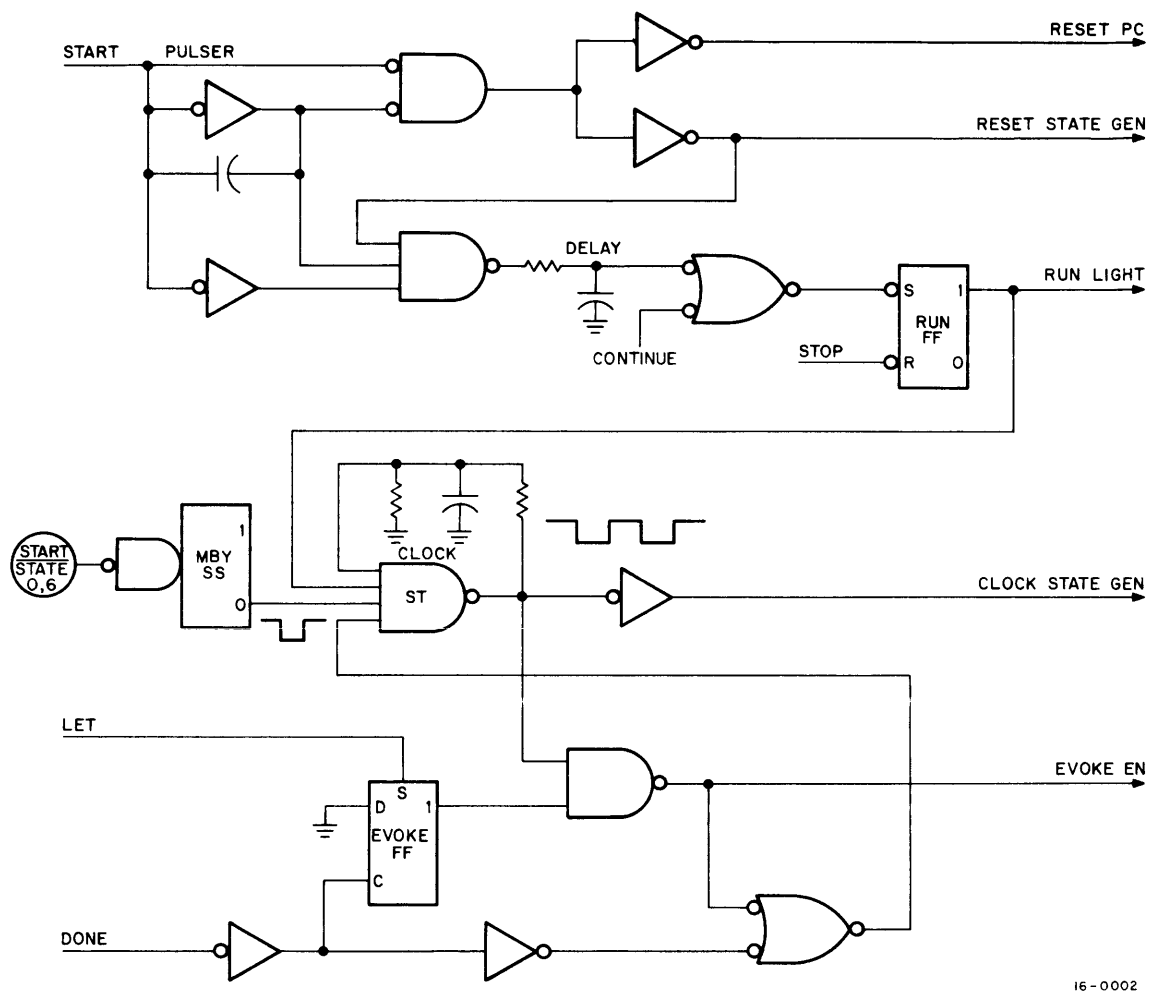 RESET PC
START PULSER
RESET STATE GEN
DELAY
RUN LIGHT
S 1
RUN
FF
CONTINUE
STOP
R 0
CLOCK
START
STATE
0,6
1
MBY
SS
0
ST
CLOCK STATE GEN
LET
EVOKE EN
S
D 1
EVOKE
FF
C
DONE
16-0002